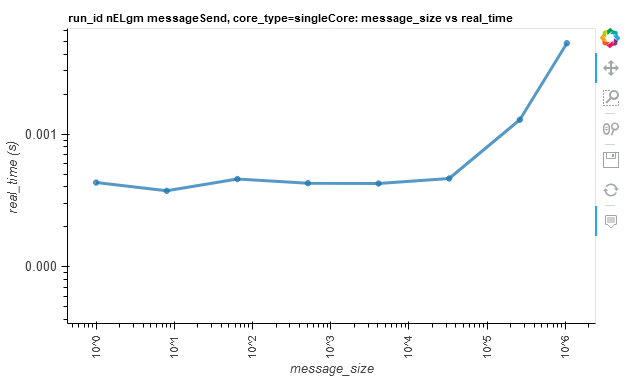 run_id nELgm messageSend, core_type=singleCore: message_size vs real_time
0.001
real_time (s)
0.000
10^0 10^1 10^2 10^3 10^4 10^5 10^6
message_size